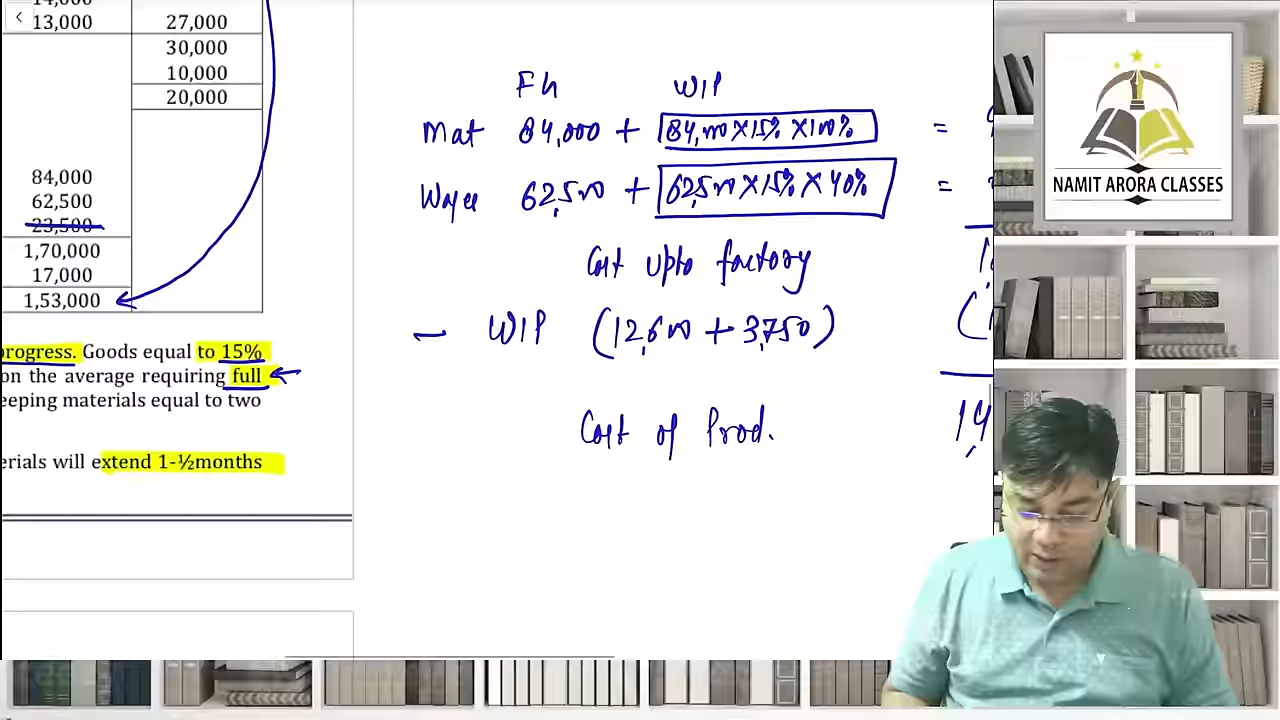 13,000 27,000
30,000
10,000
20,000
84,000
62,500
23,500
1,70,000
17,000
1,53,000
progress. Goods equal to 15%
on the average requiring full
eeping materials equal to two
erials will extend 1-½months
FG WIP
Mat 84,000 + 84,000 X 15% X 100% =
Wages 62,500 + 62,500 X 15% X 40% =
Cost upto factory
- WIP (12,600 + 3,750)
Cost of Prod. 14
NAMIT ARORA CLASSES